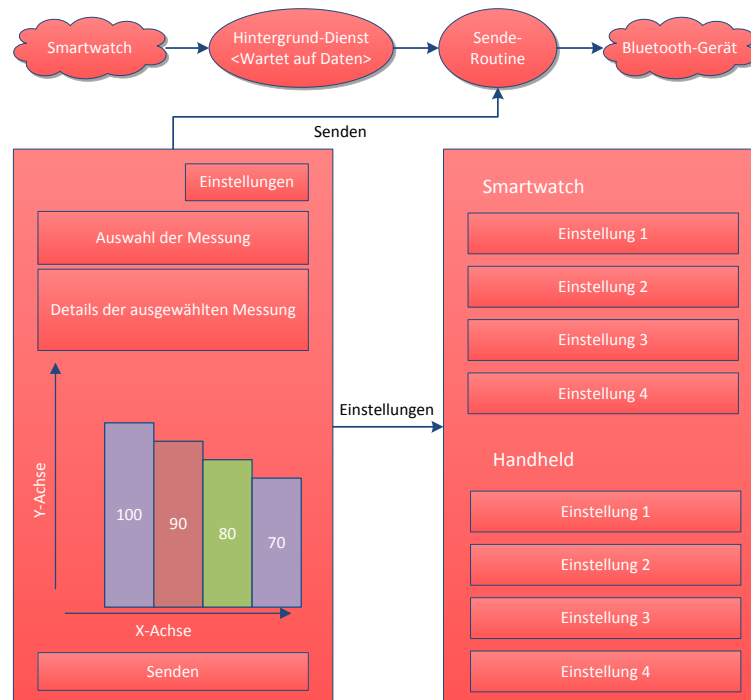 Smartwatch
Hintergrund-Dienst
<Wartet auf Daten>
Sende-
Routine
Bluetooth-Gerät
Senden
Einstellungen
Auswahl der Messung
Details der ausgewählten Messung
Y-Achse
100
90
80
70
X-Achse
Senden
Einstellungen
Smartwatch
Einstellung 1
Einstellung 2
Einstellung 3
Einstellung 4
Handheld
Einstellung 1
Einstellung 2
Einstellung 3
Einstellung 4